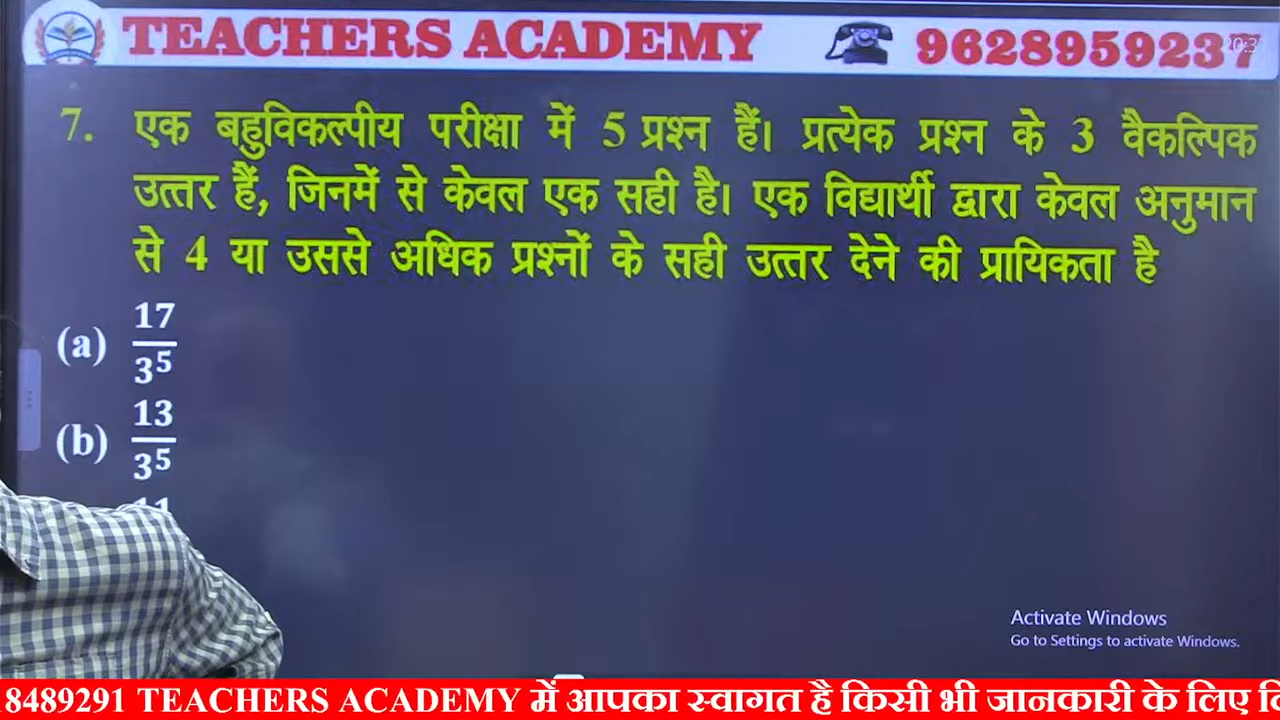 TEACHERS ACADEMY 9628959237
7. एक बहुविकल्पीय परीक्षा में 5 प्रश्न हैं। प्रत्येक प्रश्न के 3 वैकल्पिक
उत्तर हैं, जिनमें से केवल एक सही है। एक विद्यार्थी द्वारा केवल अनुमान
से 4 या उससे अधिक प्रश्नों के सही उत्तर देने की प्रायिकता है
(a) 17/3⁵
(b) 13/3⁵
Activate Windows
Go to Settings to activate Windows.
8489291 TEACHERS ACADEMY में आपका स्वागत है किसी भी जानकारी के लिए